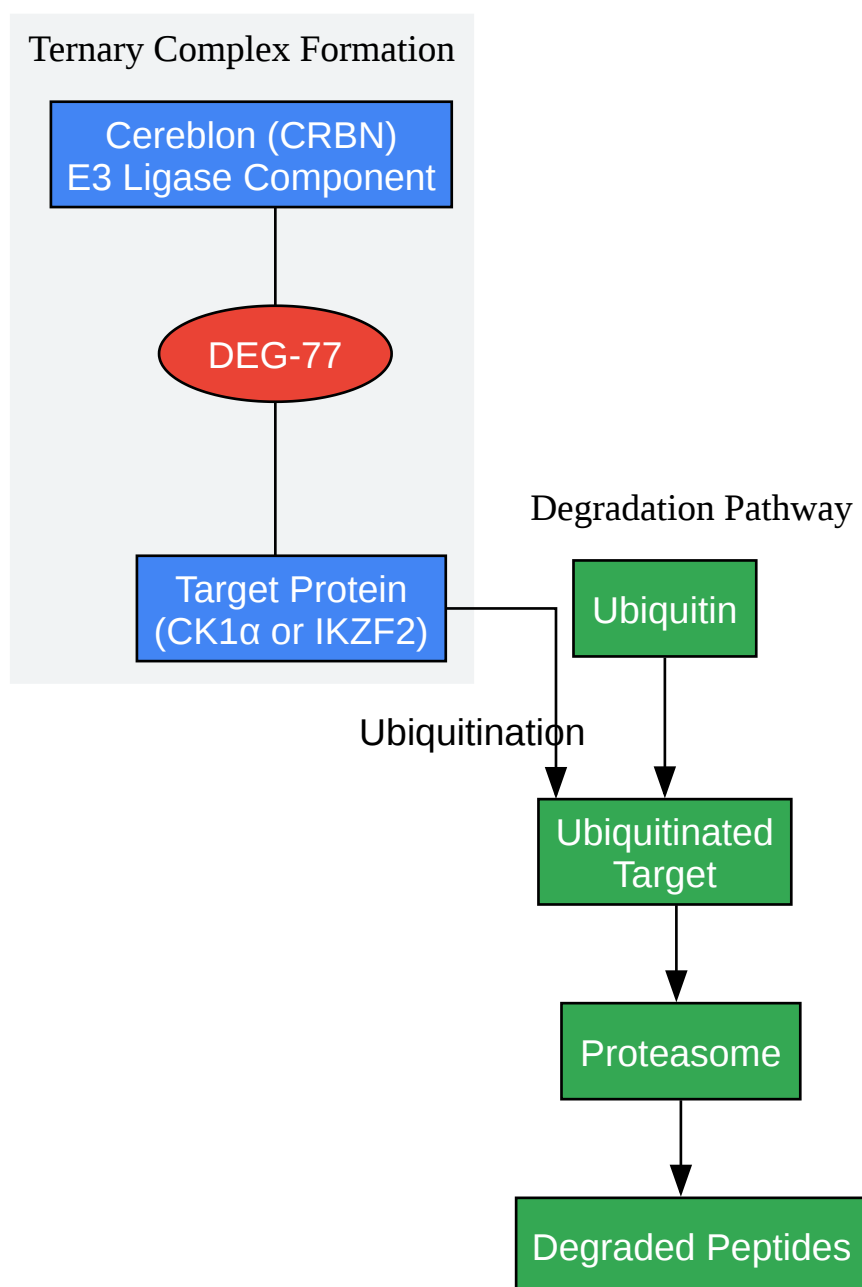 Ternary Complex Formation
Cereblon (CRBN)
E3 Ligase Component
DEG-77
Target Protein
(CK1α or IKZF2)
Degradation Pathway
Ubiquitin
Ubiquitination
Ubiquitinated
Target
Proteasome
Degraded Peptides